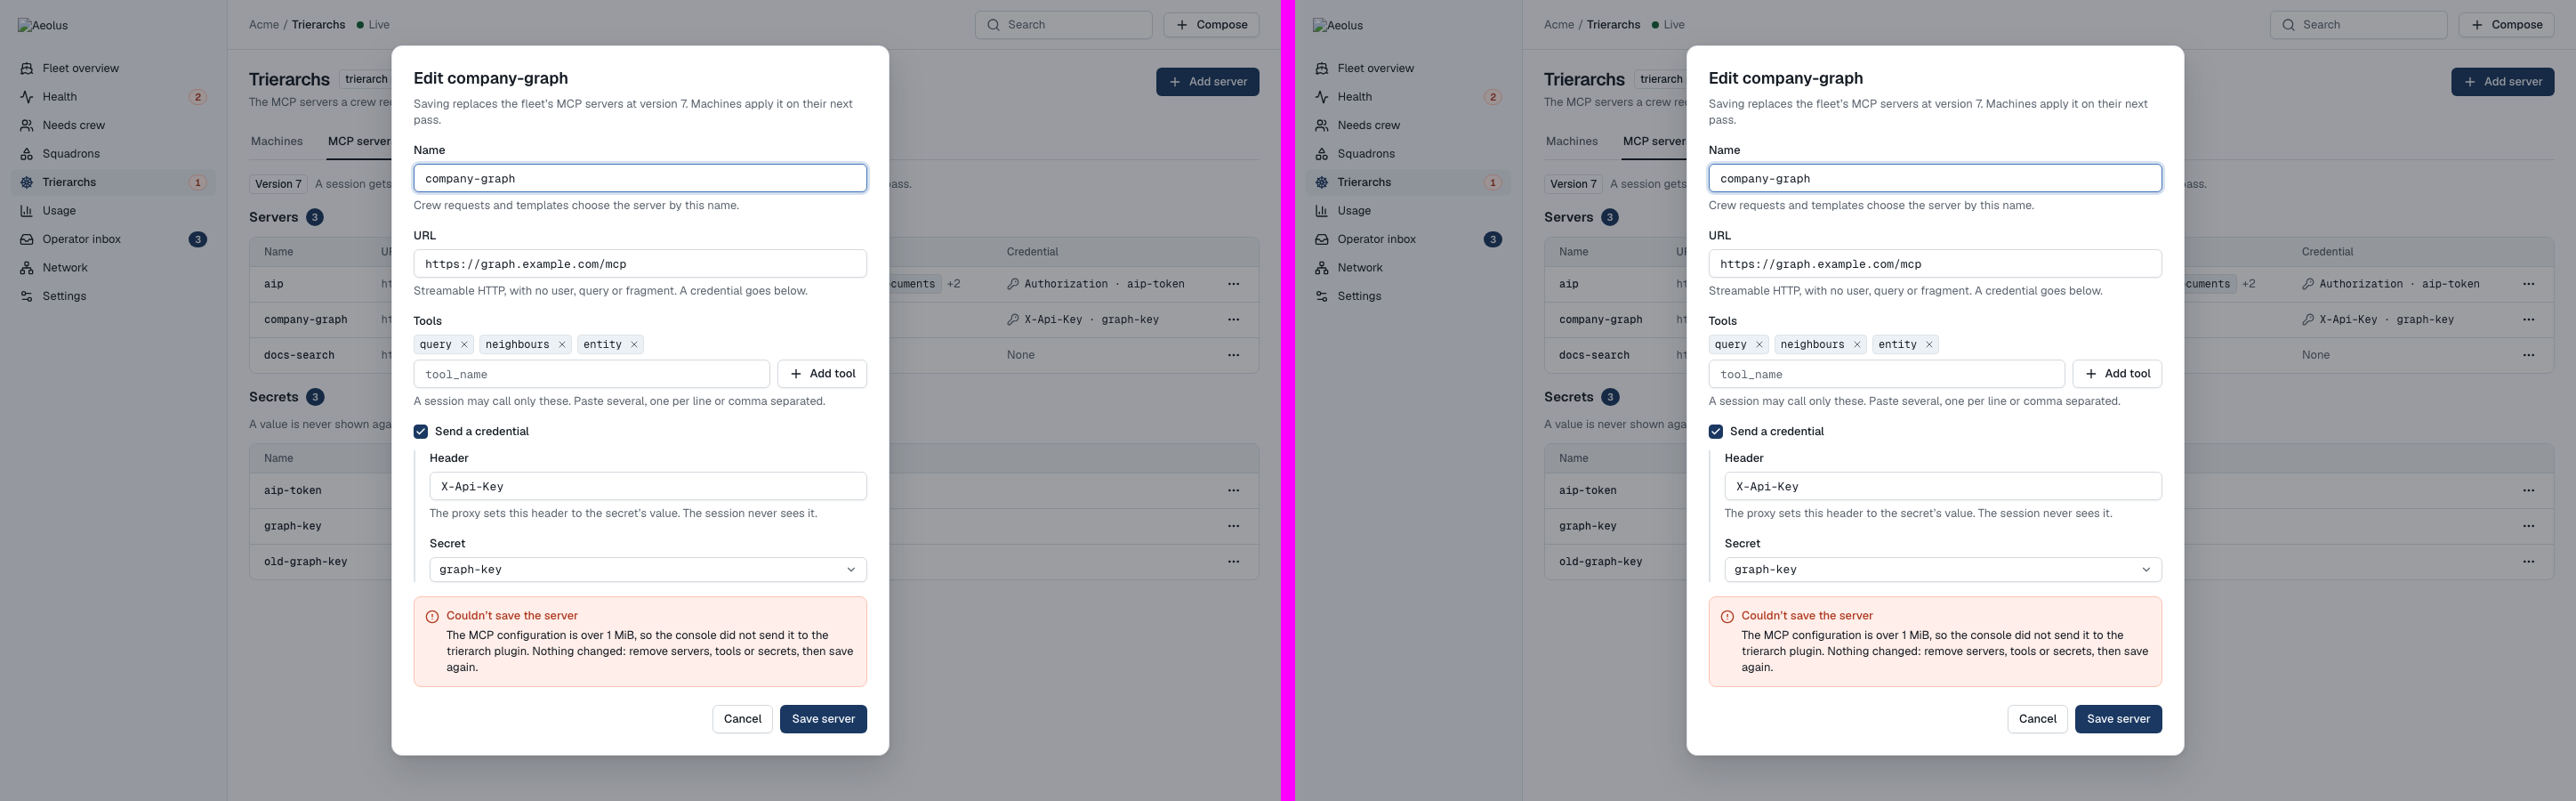 Aeolus
Fleet overview
Health 2
Needs crew
Squadrons
Trierarchs 1
Usage
Operator inbox 3
Network
Settings
Acme / Trierarchs Live
Search
Compose
Trierarchs trierarch
Add server
The MCP servers a crew re
Machines MCP server
Version 7 A session gets ass.
Servers 3
Name UR Credential
aip ht cuments +2 Authorization · aip-token
company-graph ht X-Api-Key · graph-key
docs-search ht None
Secrets 3
A value is never shown aga
Name
aip-token
graph-key
old-graph-key
Edit company-graph
Saving replaces the fleet's MCP servers at version 7. Machines apply it on their next
pass.
Name
company-graph
Crew requests and templates choose the server by this name.
URL
https://graph.example.com/mcp
Streamable HTTP, with no user, query or fragment. A credential goes below.
Tools
query neighbours entity
tool_name
Add tool
A session may call only these. Paste several, one per line or comma separated.
Send a credential
Header
X-Api-Key
The proxy sets this header to the secret's value. The session never sees it.
Secret
graph-key
Couldn't save the server
The MCP configuration is over 1 MiB, so the console did not send it to the
trierarch plugin. Nothing changed: remove servers, tools or secrets, then save
again.
Cancel Save server
Aeolus
Fleet overview
Health 2
Needs crew
Squadrons
Trierarchs 1
Usage
Operator inbox 3
Network
Settings
Acme / Trierarchs Live
Search
Compose
Trierarchs trierarch
Add server
The MCP servers a crew re
Machines MCP server
Version 7 A session gets ass.
Servers 3
Name UR Credential
aip ht cuments +2 Authorization · aip-token
company-graph ht X-Api-Key · graph-key
docs-search ht None
Secrets 3
A value is never shown aga
Name
aip-token
graph-key
old-graph-key
Edit company-graph
Saving replaces the fleet's MCP servers at version 7. Machines apply it on their next
pass.
Name
company-graph
Crew requests and templates choose the server by this name.
URL
https://graph.example.com/mcp
Streamable HTTP, with no user, query or fragment. A credential goes below.
Tools
query neighbours entity
tool_name
Add tool
A session may call only these. Paste several, one per line or comma separated.
Send a credential
Header
X-Api-Key
The proxy sets this header to the secret's value. The session never sees it.
Secret
graph-key
Couldn't save the server
The MCP configuration is over 1 MiB, so the console did not send it to the
trierarch plugin. Nothing changed: remove servers, tools or secrets, then save
again.
Cancel Save server